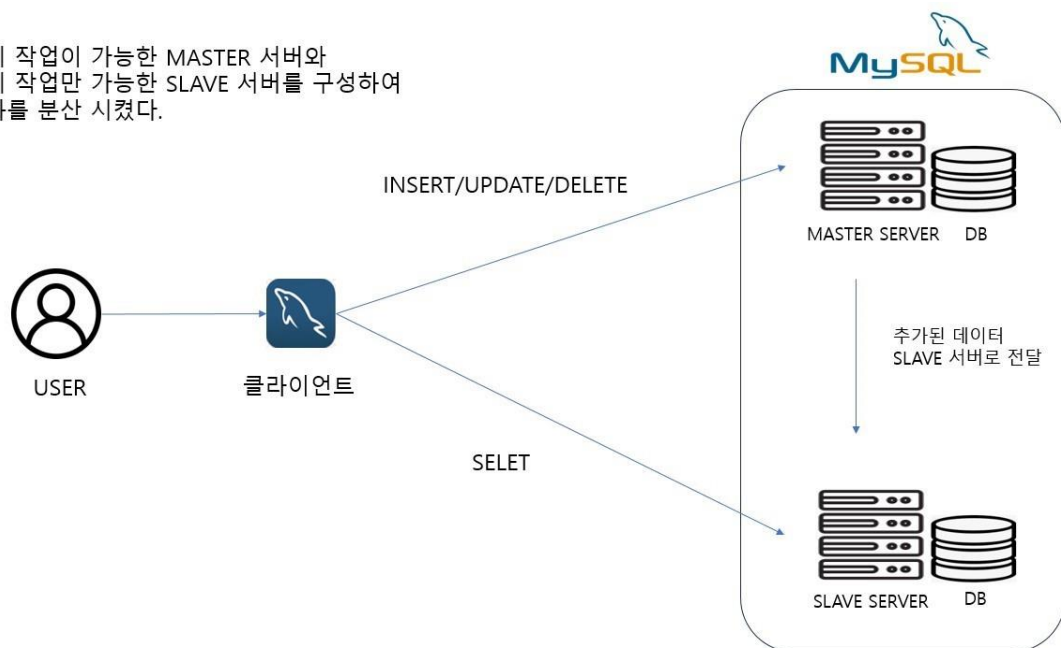 작업이 가능한 MASTER 서버와
작업만 가능한 SLAVE 서버를 구성하여
분산 시켰다.
MySQL
INSERT/UPDATE/DELETE
MASTER SERVER DB
추가된 데이터
SLAVE 서버로 전달
USER
클라이언트
SELET
SLAVE SERVER DB